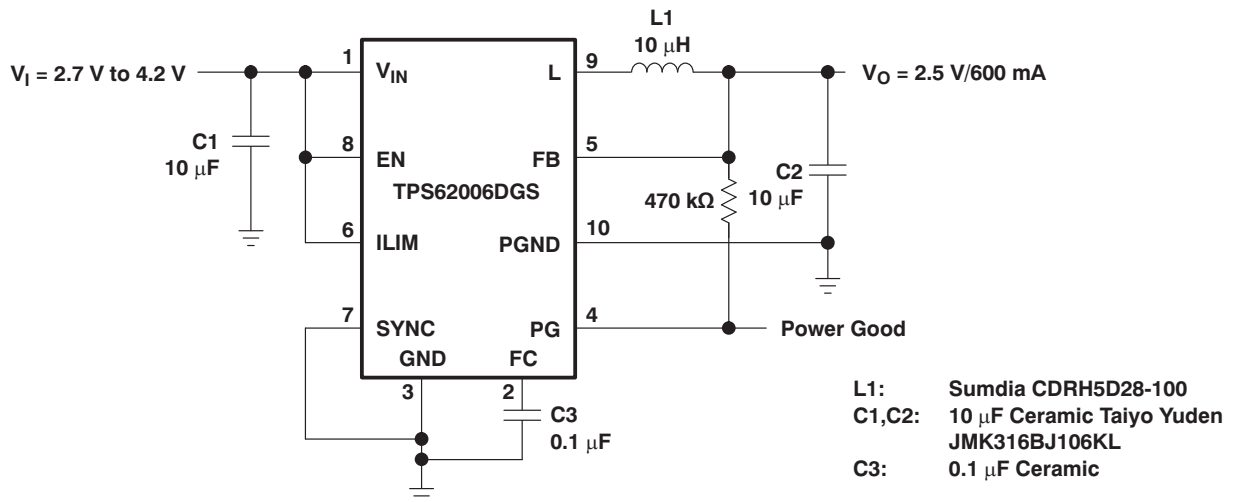 L1
10 μH
VI = 2.7 V to 4.2 V
1
VIN
L
9
VO = 2.5 V/600 mA
C1
10 μF
8
EN
FB
5
TPS62006DGS
470 kΩ
C2
10 μF
6
ILIM
PGND
10
7
SYNC
PG
4
Power Good
GND
FC
3
2
C3
0.1 μF
L1: Sumdia CDRH5D28-100
C1,C2: 10 μF Ceramic Taiyo Yuden
JMK316BJ106KL
C3: 0.1 μF Ceramic